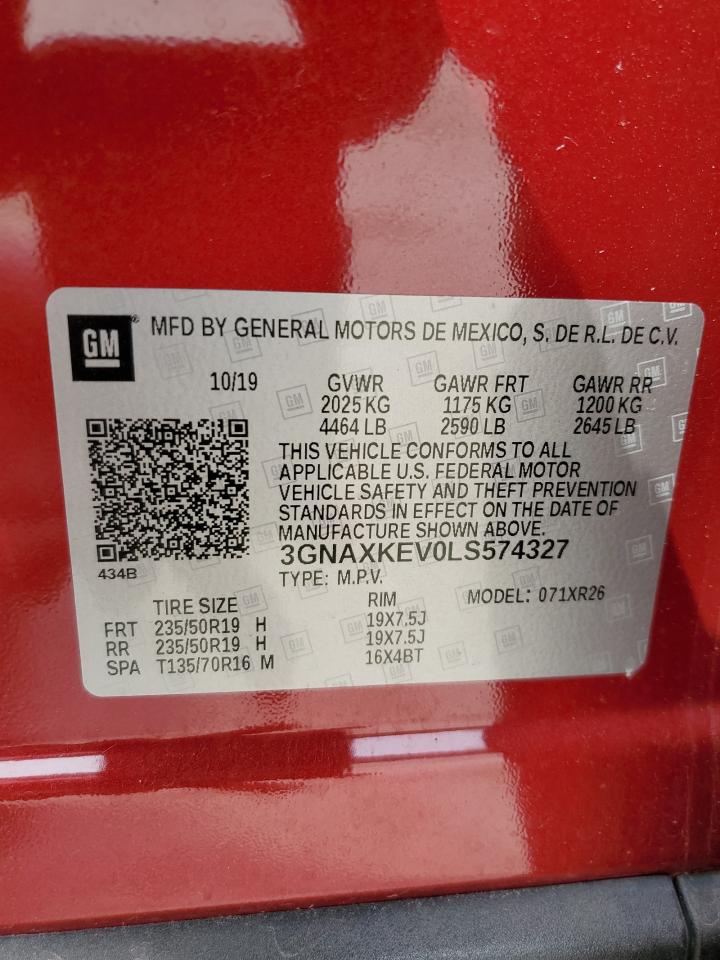 GM ® MFD BY GENERAL MOTORS DE MEXICO, S. DE R.L. DE C.V.
10/19 GVWR GAWR FRT GAWR RR
2025 KG 1175 KG 1200 KG
4464 LB 2590 LB 2645 LB
THIS VEHICLE CONFORMS TO ALL
APPLICABLE U.S. FEDERAL MOTOR
VEHICLE SAFETY AND THEFT PREVENTION
STANDARDS IN EFFECT ON THE DATE OF
MANUFACTURE SHOWN ABOVE.
3GNAXKEV0LS574327
434B TYPE: M.P.V.
TIRE SIZE RIM MODEL: 071XR26
FRT 235/50R19 H 19X7.5J
RR 235/50R19 H 19X7.5J
SPA T135/70R16 M 16X4BT